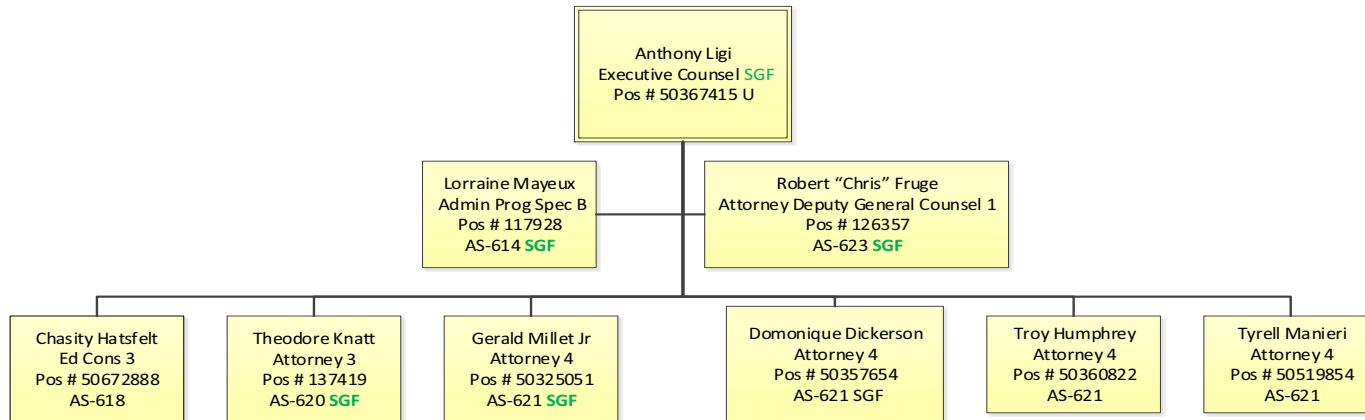 Anthony Ligi
Executive Counsel SGF
Pos # 50367415 U
Lorraine Mayeux
Admin Prog Spec B
Pos # 117928
AS-614 SGF
Robert “Chris” Fruge
Attorney Deputy General Counsel 1
Pos # 126357
AS-623 SGF
Chasity Hatsfelt
Ed Cons 3
Pos # 50672888
AS-618
Theodore Knatt
Attorney 3
Pos # 137419
AS-620 SGF
Gerald Millet Jr
Attorney 4
Pos # 50325051
AS-621 SGF
Domonique Dickerson
Attorney 4
Pos # 50357654
AS-621 SGF
Troy Humphrey
Attorney 4
Pos # 50360822
AS-621
Tyrell Manieri
Attorney 4
Pos # 50519854
AS-621